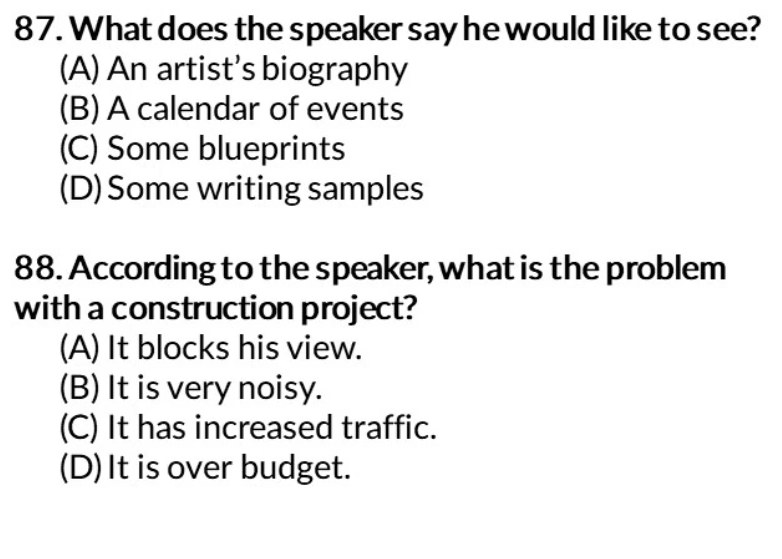 87. What does the speaker say he would like to see?
(A) An artist's biography
(B) A calendar of events
(C) Some blueprints
(D) Some writing samples
88. According to the speaker, what is the problem
with a construction project?
(A) It blocks his view.
(B) It is very noisy.
(C) It has increased traffic.
(D) It is over budget.